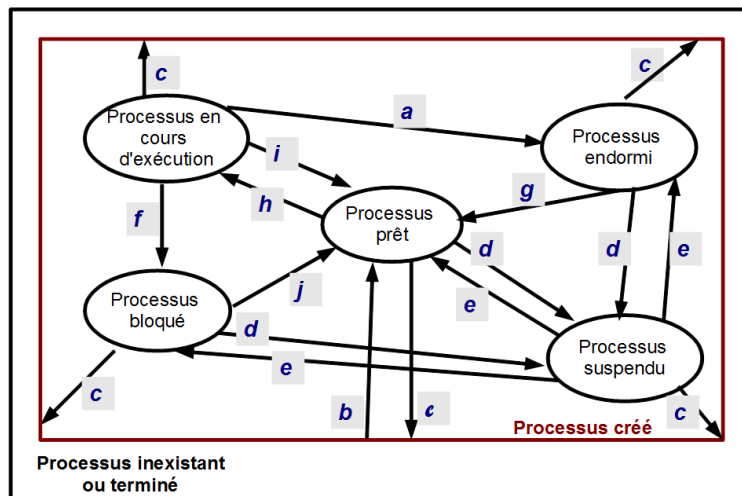 c
c
Processus en
cours
d'exécution
a
Processus
endormi
i
h
g
Processus
prêt
f
d
d
e
Processus
bloqué
j
e
d
Processus
suspendu
e
c
b
c
c
Processus créé
Processus inexistant
ou terminé